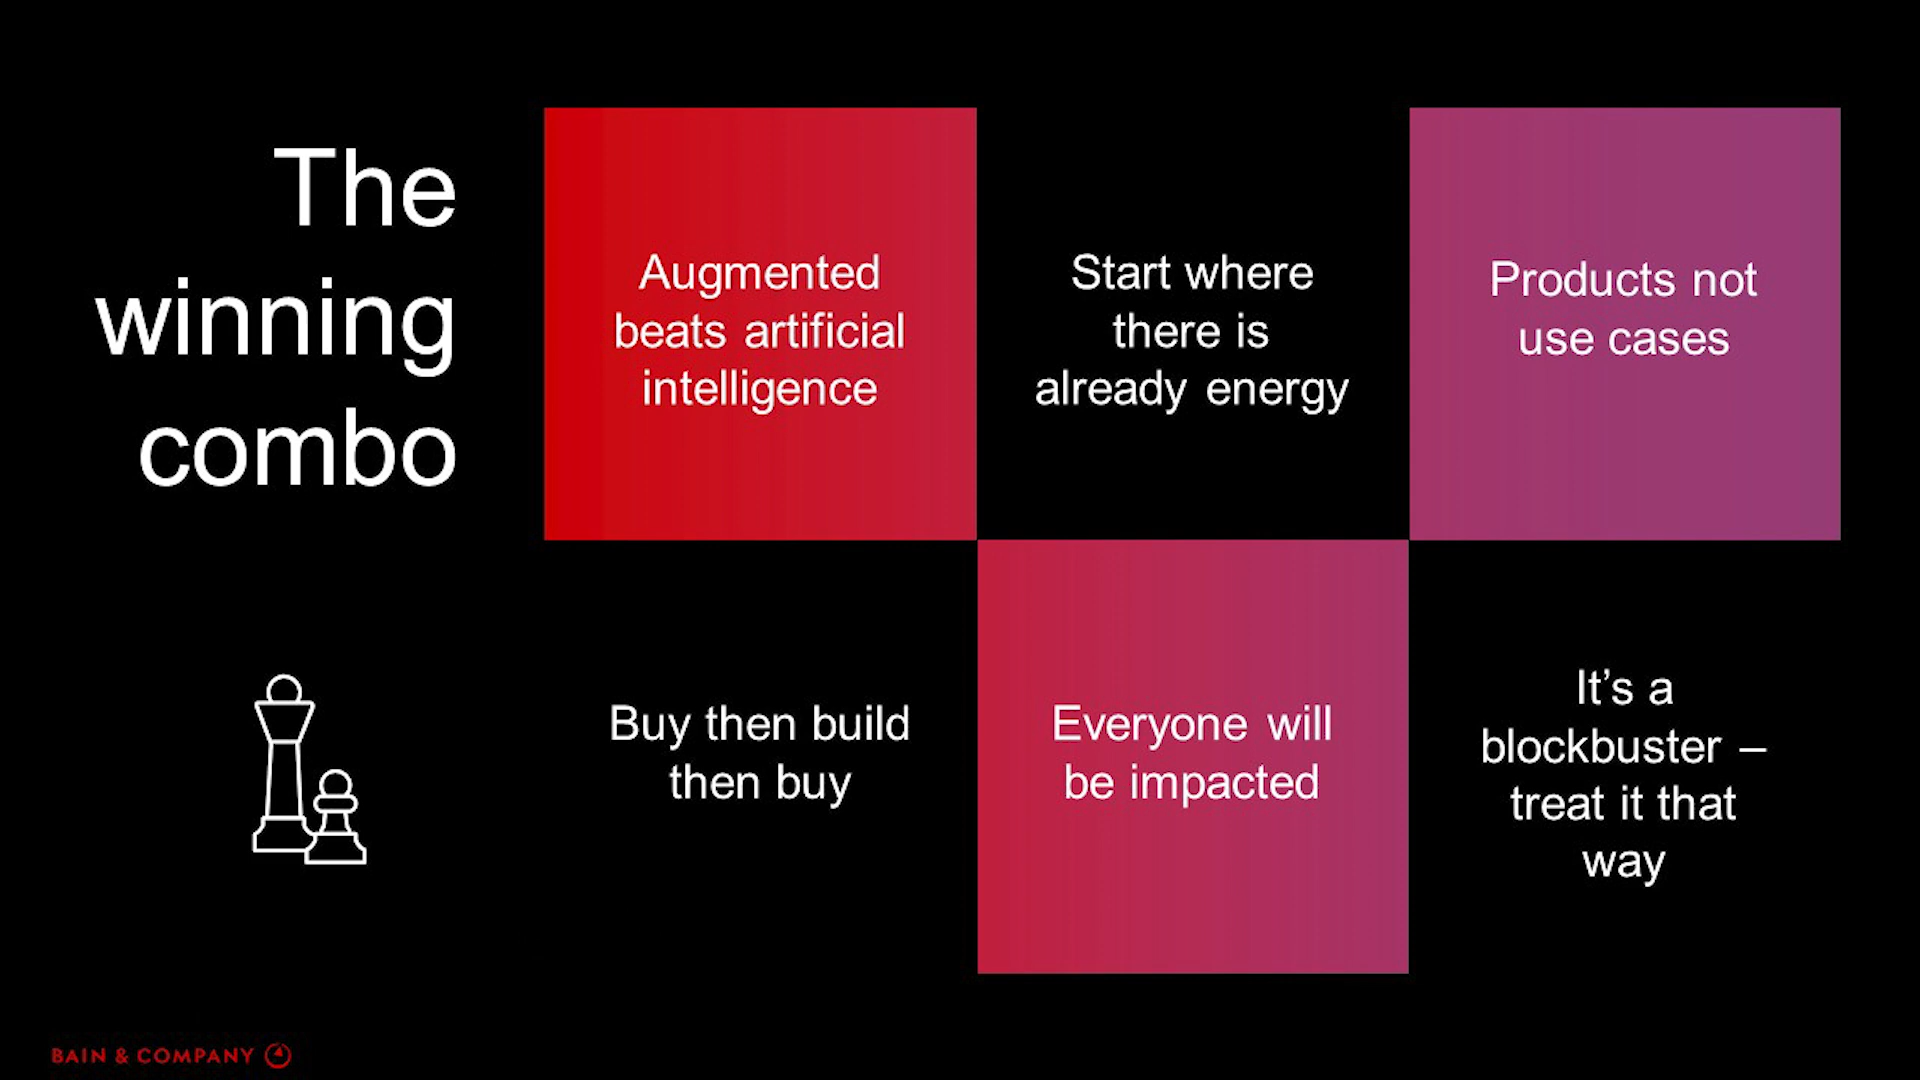 The
winning
combo
Augmented
beats artificial
intelligence
Start where
there is
already energy
Products not
use cases
Buy then build
then buy
Everyone will
be impacted
It’s a
blockbuster –
treat it that
way
BAIN & COMPANY